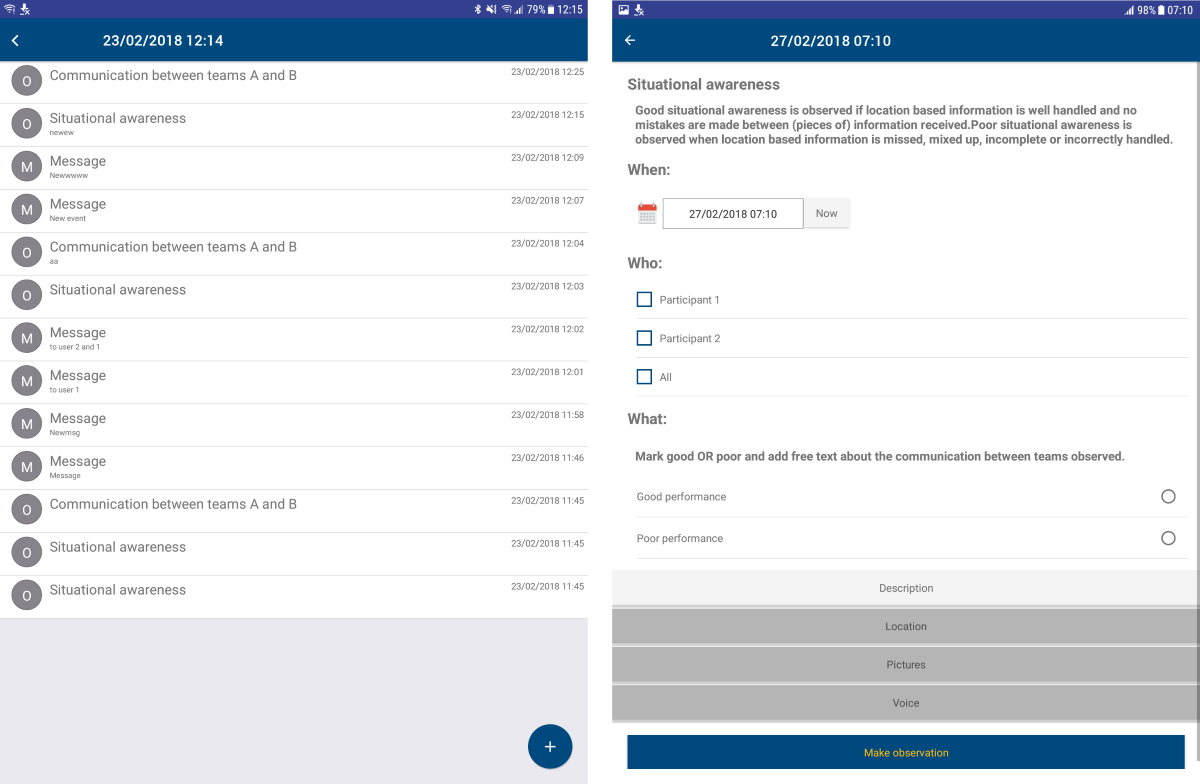 79% 12:15
23/02/2018 12:14
O Communication between teams A and B 23/02/2018 12:25
O Situational awareness 23/02/2018 12:15
newew
M Message 23/02/2018 12:09
Newwwww
M Message 23/02/2018 12:07
New event
O Communication between teams A and B 23/02/2018 12:04
aa
O Situational awareness 23/02/2018 12:03
M Message 23/02/2018 12:02
to user 2 and 1
M Message 23/02/2018 12:01
to user 1
M Message 23/02/2018 11:58
Newmsg
M Message 23/02/2018 11:46
Message
O Communication between teams A and B 23/02/2018 11:45
O Situational awareness 23/02/2018 11:45
O Situational awareness 23/02/2018 11:45
+
98% 07:10
27/02/2018 07:10
Situational awareness
Good situational awareness is observed if location based information is well handled and no
mistakes are made between (pieces of) information received.Poor situational awareness is
observed when location based information is missed, mixed up, incomplete or incorrectly handled.
When:
27/02/2018 07:10 Now
Who:
Participant 1
Participant 2
All
What:
Mark good OR poor and add free text about the communication between teams observed.
Good performance
Poor performance
Description
Location
Pictures
Voice
Make observation